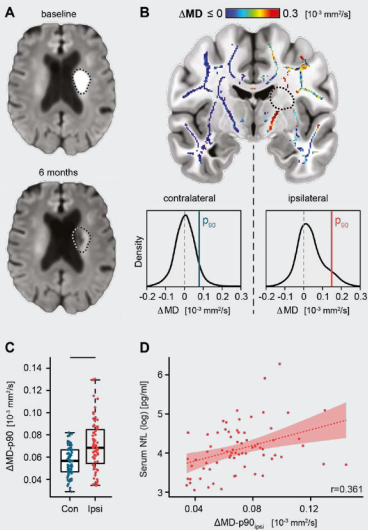 A
baseline
6 months
B
ΔMD ≤ 0 0.3 [10⁻³ mm²/s]
contralateral
ipsilateral
Density
p₉₀
p₉₀
-0.2 -0.1 0 0.1 0.2 0.3
-0.2 -0.1 0 0.1 0.2 0.3
ΔMD [10⁻³ mm²/s]
ΔMD [10⁻³ mm²/s]
C
ΔMD-p90 [10⁻³ mm²/s]
0.14
0.12
0.10
0.08
0.06
0.04
Con Ipsi
D
Serum NfL (log) [pg/ml]
6
5
4
3
2
0.04 0.08 0.12
r=0.361
ΔMD-p90ipsi [10⁻³ mm²/s]